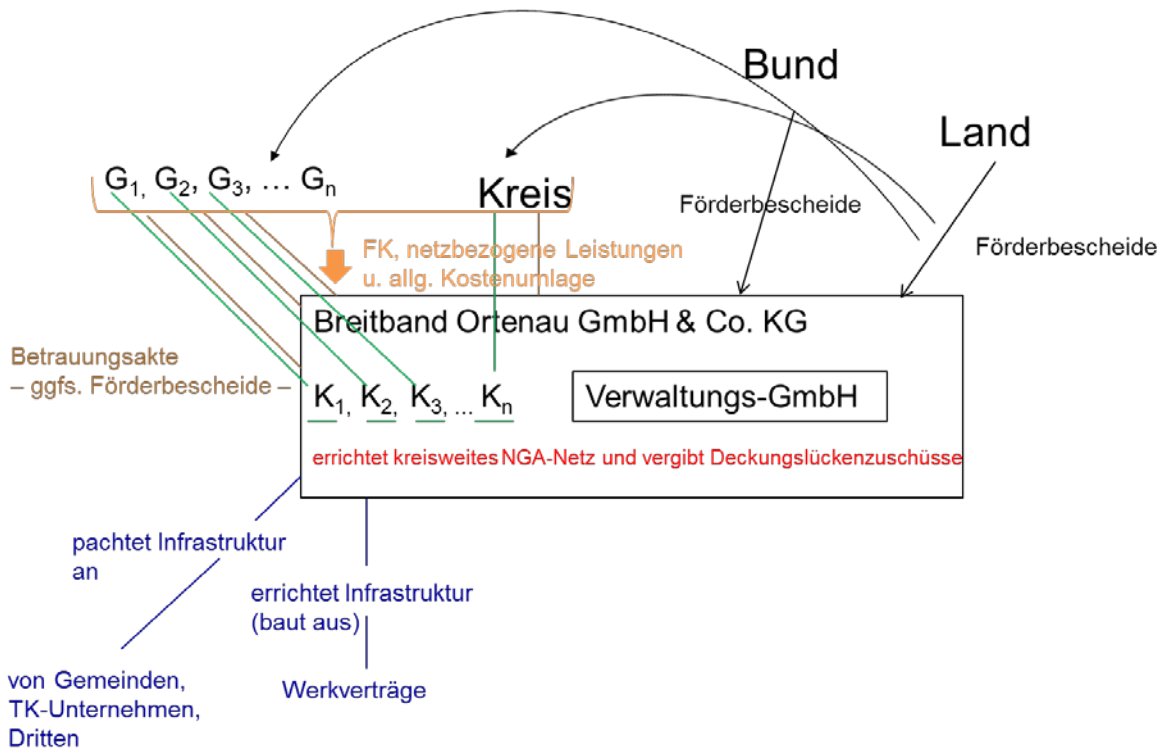 Bund
Land
G1, G2, G3, ... Gn
Kreis
Förderbescheide
Förderbescheide
FK, netzbezogene Leistungen
u. allg. Kostenumlage
Breitband Ortenau GmbH & Co. KG
Betrauungsakte
– ggfs. Förderbescheide –
K1, K2, K3, ... Kn
Verwaltungs-GmbH
errichtet kreisweites NGA-Netz und vergibt Deckungslückenzuschüsse
pachtet Infrastruktur
an
errichtet Infrastruktur
(baut aus)
von Gemeinden,
TK-Unternehmen,
Dritten
Werkverträge